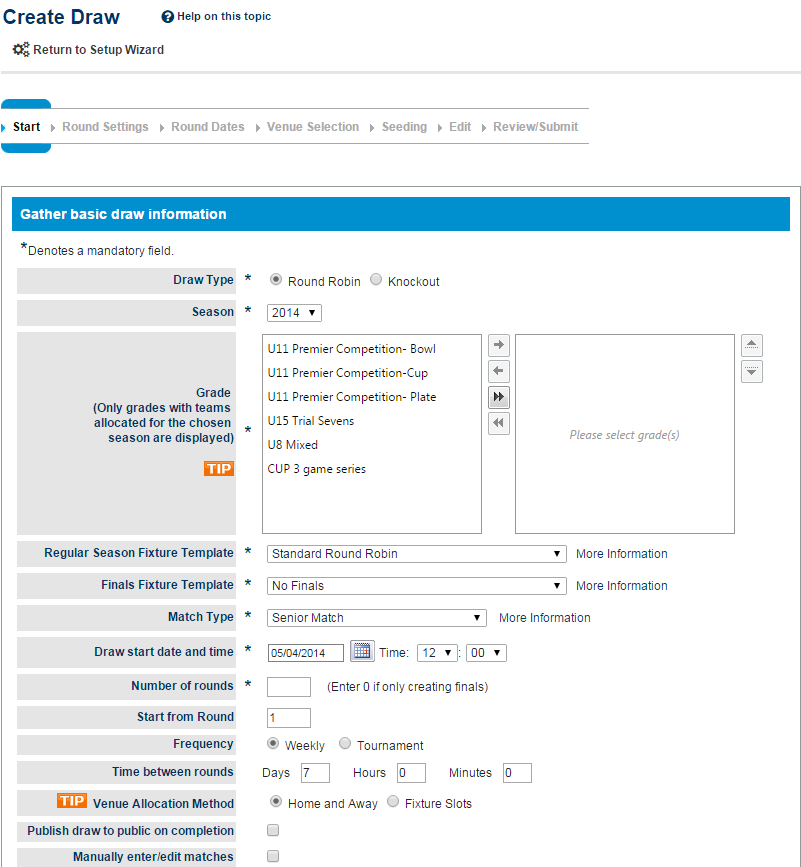 Create Draw ? Help on this topic
Return to Setup Wizard
Start Round Settings Round Dates Venue Selection Seeding Edit Review/Submit
Gather basic draw information
*Denotes a mandatory field.
Draw Type * Round Robin Knockout
Season * 2014
Grade
(Only grades with teams
allocated for the chosen
season are displayed) *
TIP
U11 Premier Competition- Bowl
U11 Premier Competition-Cup
U11 Premier Competition- Plate
U15 Trial Sevens
U8 Mixed
CUP 3 game series
Please select grade(s)
Regular Season Fixture Template * Standard Round Robin More Information
Finals Fixture Template * No Finals More Information
Match Type * Senior Match More Information
Draw start date and time * 05/04/2014 Time: 12 : 00
Number of rounds * (Enter 0 if only creating finals)
Start from Round 1
Frequency Weekly Tournament
Time between rounds Days 7 Hours 0 Minutes 0
TIP Venue Allocation Method Home and Away Fixture Slots
Publish draw to public on completion
Manually enter/edit matches